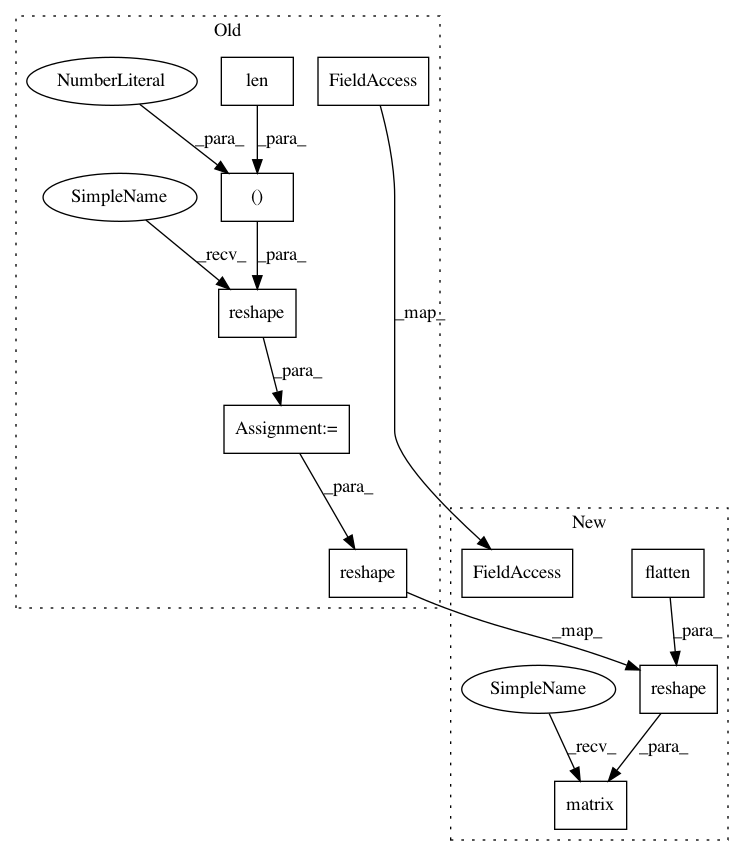 Old
NumberLiteral
len
FieldAccess
_para_
_para_
SimpleName
()
_recv_
_para_
reshape
_map_
_para_
Assignment:=
_para_
New
reshape
FieldAccess
flatten
_map_
_para_
SimpleName
reshape
_recv_
_para_
matrix